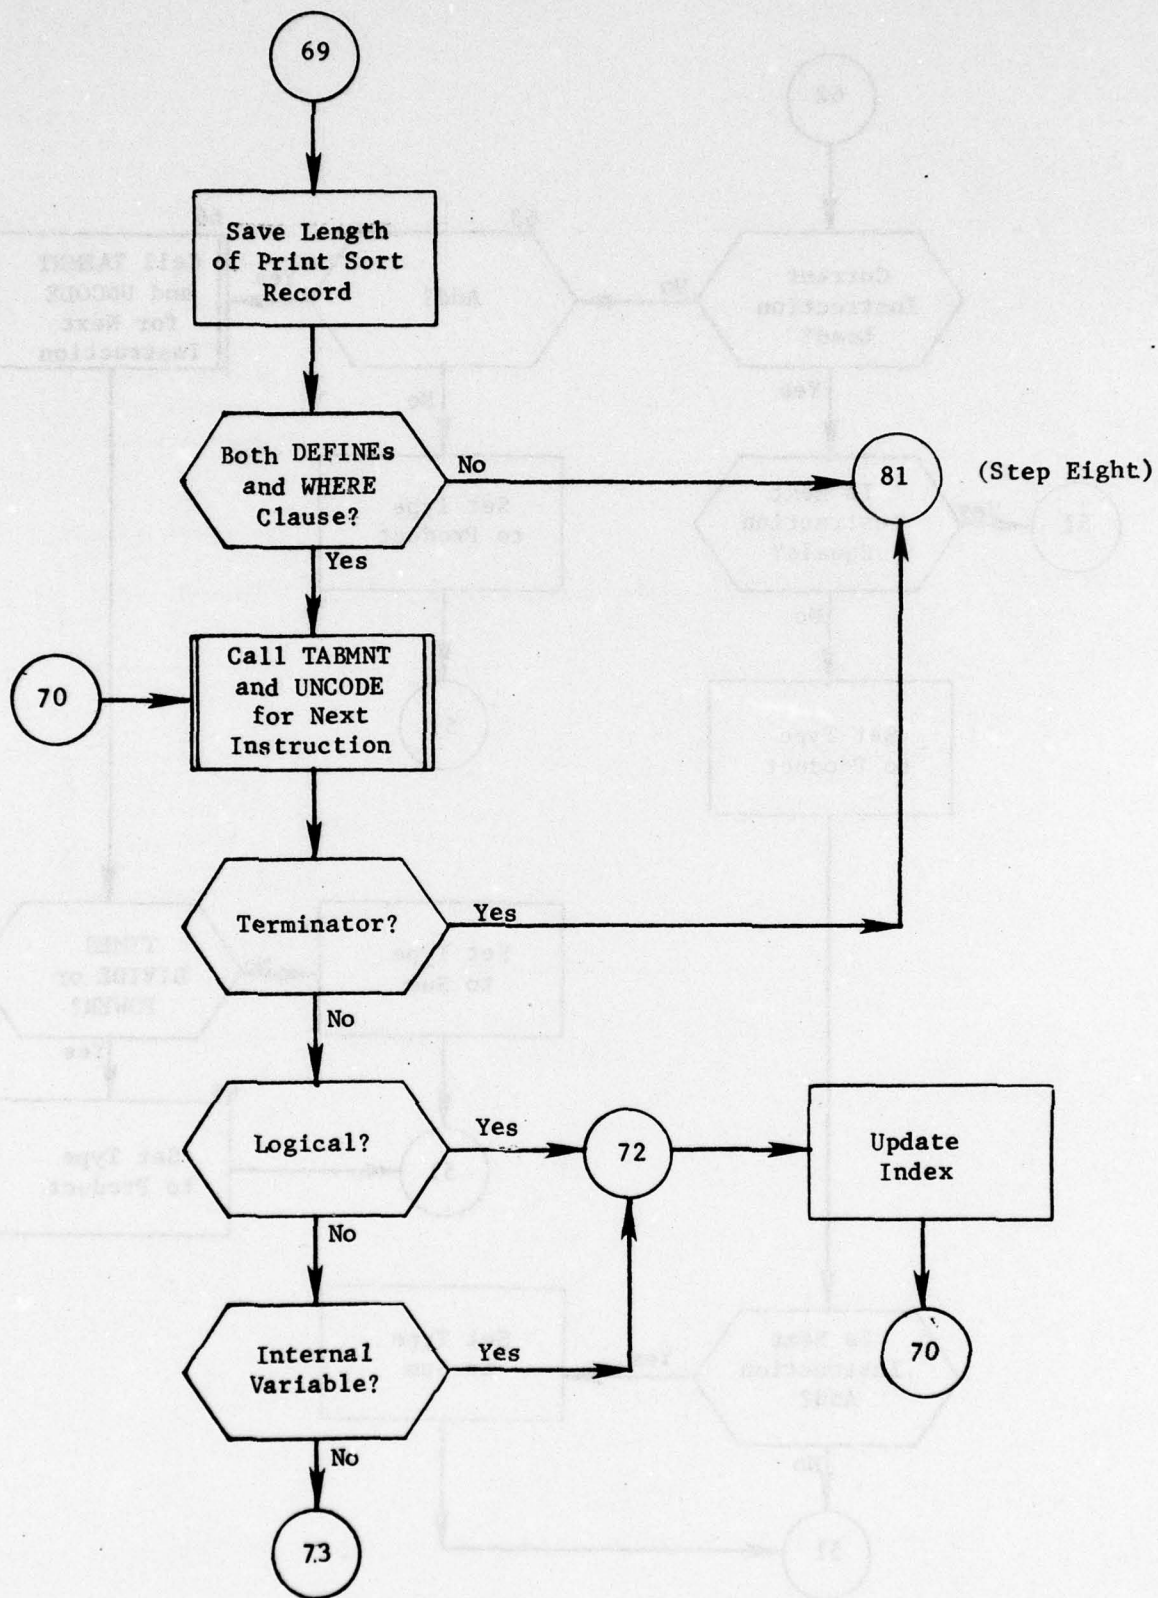 69
Save Length
of Print Sort
Record
Both DEFINEs
and WHERE
Clause?
No
81
(Step Eight)
Yes
70
Call TABMNT
and UNCODE
for Next
Instruction
Terminator?
Yes
No
Logical?
Yes
72
Update
Index
No
70
Internal
Variable?
Yes
No
73